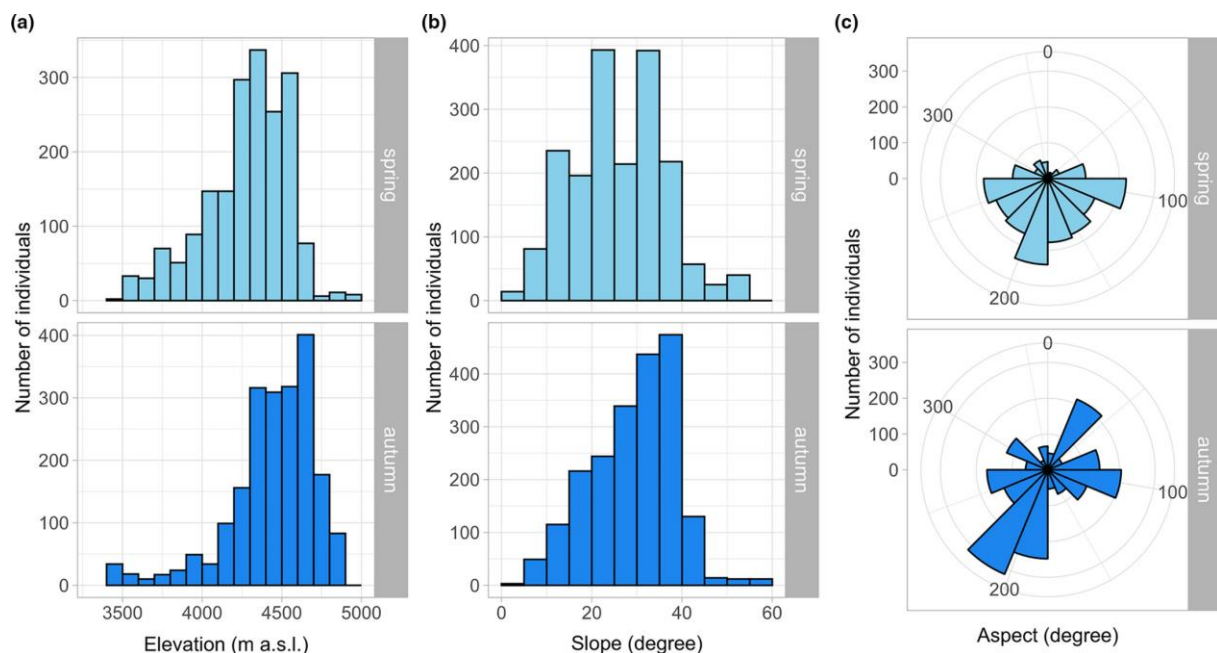 (a)
Number of individuals
300
200
100
0
spring
400
300
200
100
0
autumn
3500 4000 4500 5000
Elevation (m a.s.l.)
(b)
Number of individuals
400
300
200
100
0
spring
400
300
200
100
0
autumn
0 20 40 60
Slope (degree)
(c)
Number of individuals
300
200
100
0
0
100
200
300
spring
300
200
100
0
0
100
200
300
autumn
Aspect (degree)